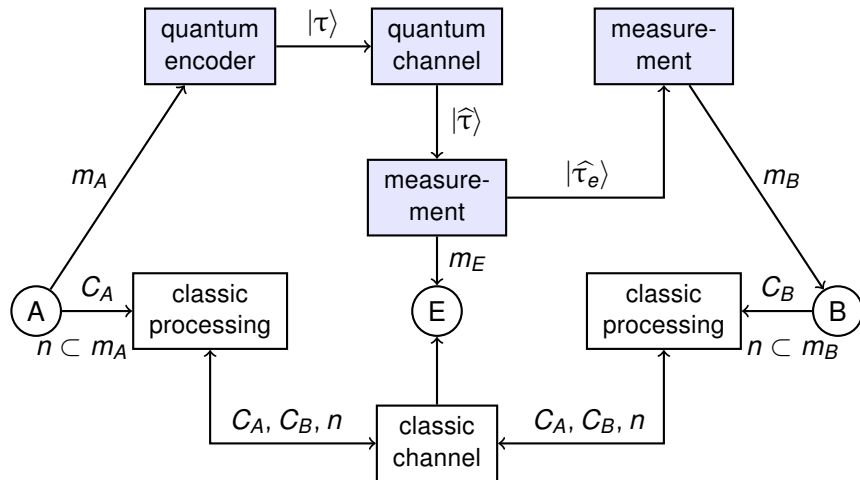 quantum
encoder
|τ⟩
quantum
channel
measure-
ment
|τ̂⟩
m_A
measure-
ment
|τ̂_e⟩
m_B
m_E
A
C_A
classic
processing
n ⊂ m_A
E
classic
processing
C_B
B
n ⊂ m_B
C_A, C_B, n
classic
channel
C_A, C_B, n